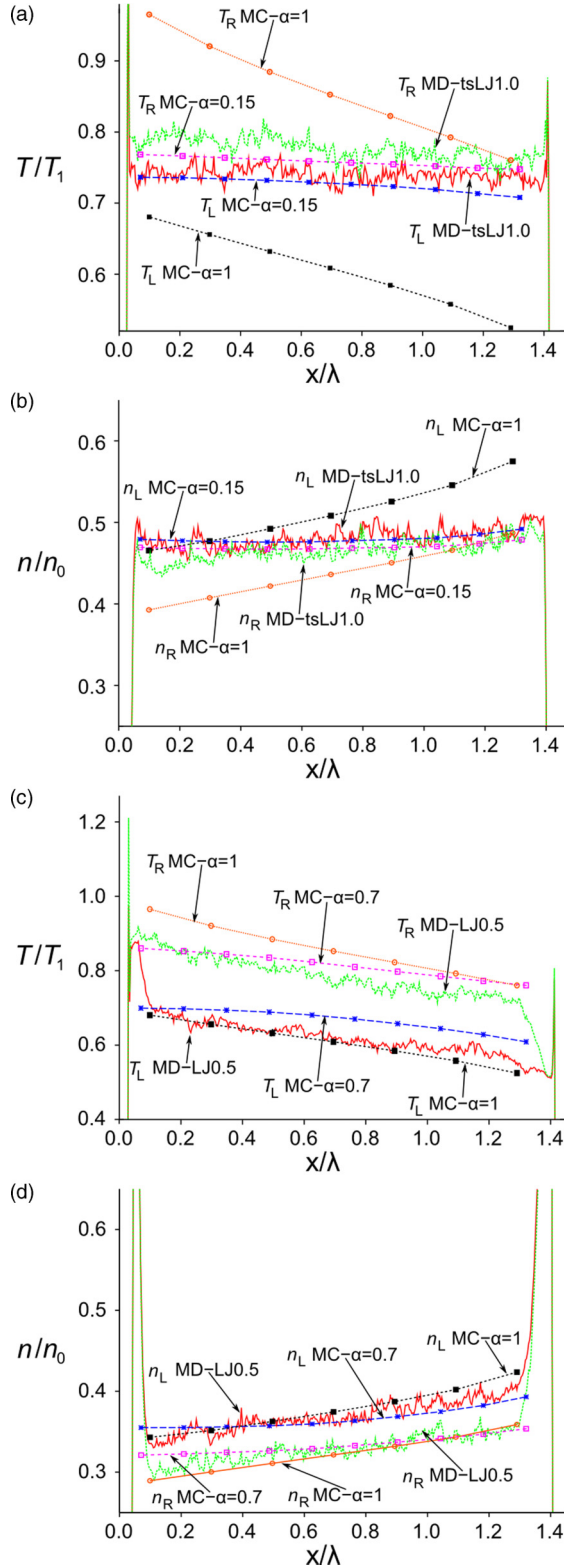 (a)
T_R MC−α=1
0.9
T_R MC−α=0.15
T_R MD−tsLJ1.0
0.8
T/T_1
0.7
T_L MC−α=0.15
T_L MD−tsLJ1.0
T_L MC−α=1
0.6
0.0 0.2 0.4 0.6 0.8 1.0 1.2 1.4
x/λ
(b)
n_L MC−α=1
0.6
n_L MD−tsLJ1.0
n_L MC−α=0.15
0.5
n/n_0
0.4
n_R MC−α=0.15
n_R MD−tsLJ1.0
n_R MC−α=1
0.3
0.0 0.2 0.4 0.6 0.8 1.0 1.2 1.4
x/λ
(c)
1.2
T_R MC−α=1
1.0
T_R MC−α=0.7
T_R MD−LJ0.5
T/T_1
0.8
0.6
T_L MD−LJ0.5
T_L MC−α=0.7
T_L MC−α=1
0.4
0.0 0.2 0.4 0.6 0.8 1.0 1.2 1.4
x/λ
(d)
0.6
0.5
n/n_0
n_L MC−α=1
n_L MD−LJ0.5
n_L MC−α=0.7
0.4
0.3
n_R MD−LJ0.5
n_R MC−α=0.7
n_R MC−α=1
0.0 0.2 0.4 0.6 0.8 1.0 1.2 1.4
x/λ